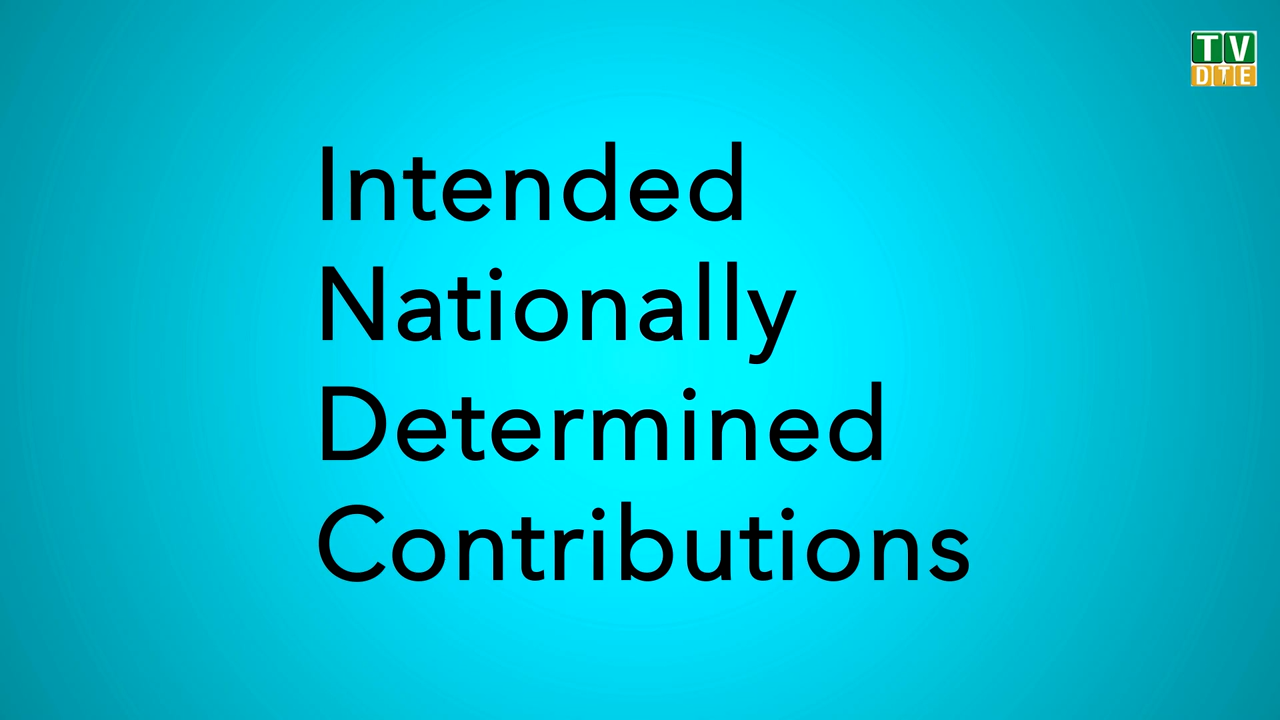 TV
DTE
Intended
Nationally
Determined
Contributions